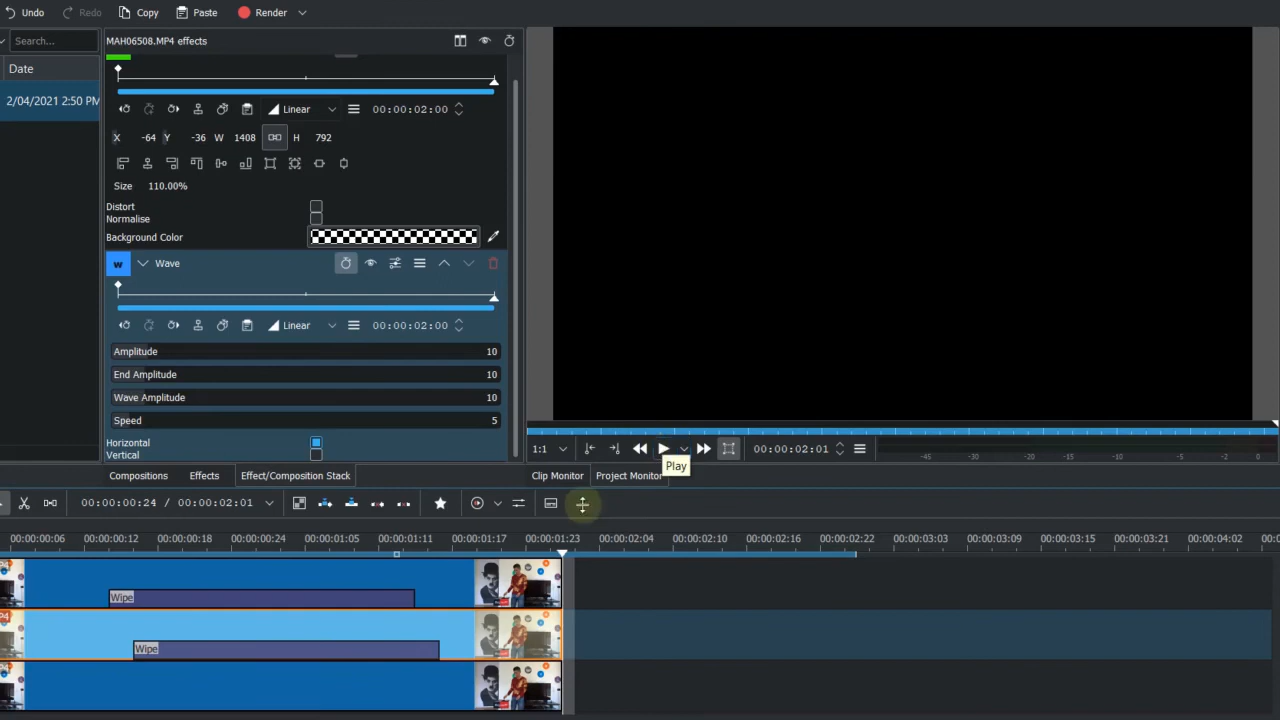 Undo Redo Copy Paste Render
Search...
MAH06508.MP4 effects
Date
2/04/2021 2:50 PM
Linear 00:00:02:00
X -64 Y -36 W 1408 H 792
Size 110.00%
Distort
Normalise
Background Color
w Wave
Linear 00:00:02:00
Amplitude 10
End Amplitude 10
Wave Amplitude 10
Speed 5
Horizontal
Vertical
1:1 00:00:02:01 -45 -30 -20 -15 -10 -5 -2 0
Play
Compositions Effects Effect/Composition Stack Clip Monitor Project Monitor
00:00:00:24 / 00:00:02:01
00:00:00:06 00:00:00:12 00:00:00:18 00:00:00:24 00:00:01:05 00:00:01:11 00:00:01:17 00:00:01:23 00:00:02:04 00:00:02:10 00:00:02:16 00:00:02:22 00:00:03:03 00:00:03:09 00:00:03:15 00:00:03:21 00:00:04:02 00:0
Wipe
Wipe